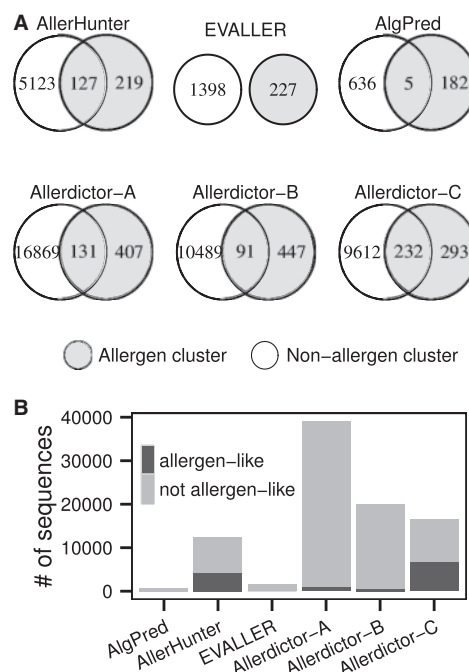 A
AllerHunter
EVALLER
AlgPred
5123 127 219
1398 227
636 5 182
Allerdictor−A
Allerdictor−B
Allerdictor−C
16869 131 407
10489 91 447
9612 232 293
Allergen cluster
Non−allergen cluster
B
# of sequences
40000
30000
20000
10000
0
allergen−like
not allergen−like
AlgPred
AllerHunter
EVALLER
Allerdictor−A
Allerdictor−B
Allerdictor−C